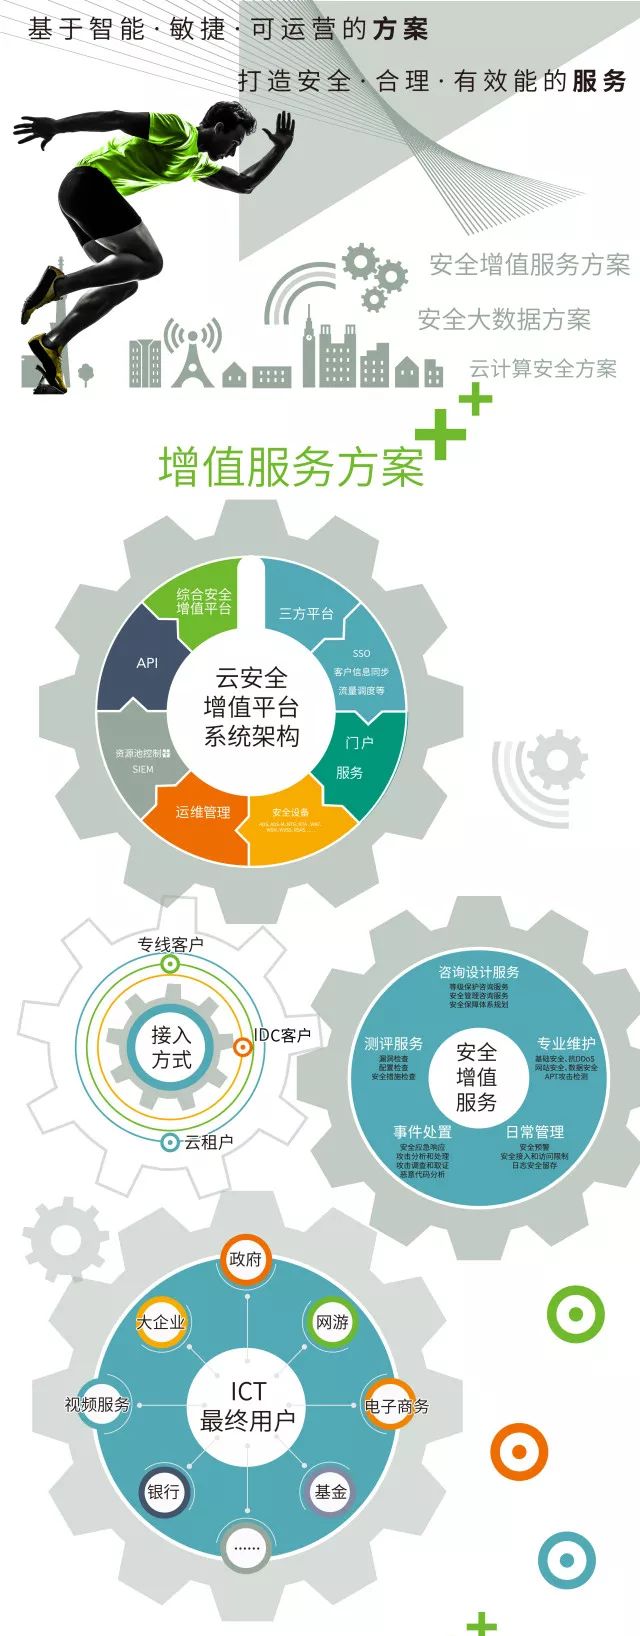 基于智能·敏捷·可运营的方案
打造安全·合理·有效能的服务
安全增值服务方案
安全大数据方案
云计算安全方案
增值服务方案
综合安全
增值平台
三方平台
API
SSO
客户信息同步
流量调度等
云安全
增值平台
系统架构
门户
服务
资源池控制器
SIEM
运维管理
安全设备
专线客户
接入
方式
IDC客户
云租户
咨询设计服务
等级保护咨询服务
安全管理咨询服务
安全保障体系规划
测评服务
漏洞检查
配置检查
安全措施检查
安全
增值
服务
专业维护
基础安全、抗DDoS
网站安全、数据安全
APT攻击检测
事件处置
安全应急响应
攻击分析和处理
攻击调查和取证
恶意代码分析
日常管理
安全预警
安全接入和访问限制
日志安全留存
政府
大企业
网游
视频服务
ICT
最终用户
电子商务
银行
基金
……